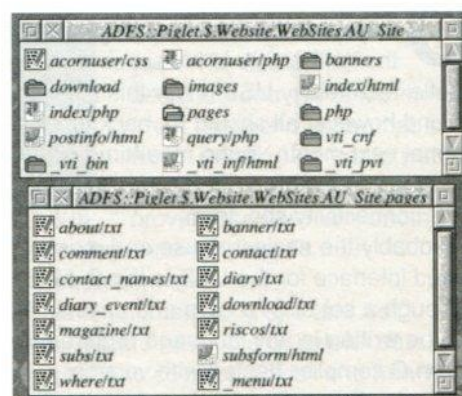 ADFS::Piglet.$.Website.WebSites.AU_Site
acornuser/css acornuser/php banners
download images index/html
index/php pages php
postinfo/html query/php vti_cnf
_vti_bin _vti_inf/html _vti_pvt
ADFS::Piglet.$.Website.WebSites.AU_Site.pages
about/txt banner/txt
comment/txt contact/txt
contact_names/txt diary/txt
diary_event/txt download/txt
magazine/txt riscos/txt
subs/txt subsform/html
where/txt _menu/txt